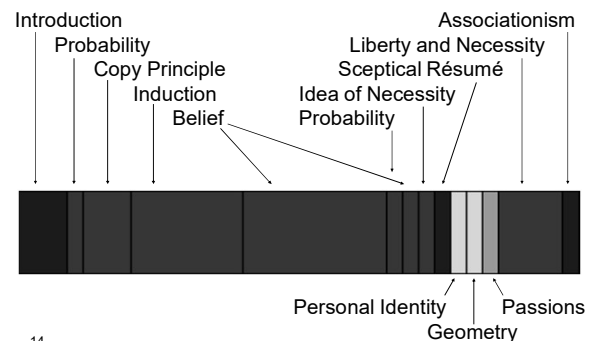 Introduction
Associationism
Probability
Liberty and Necessity
Copy Principle
Sceptical Résumé
Induction
Idea of Necessity
Belief
Probability
Personal Identity
Passions
Geometry
14